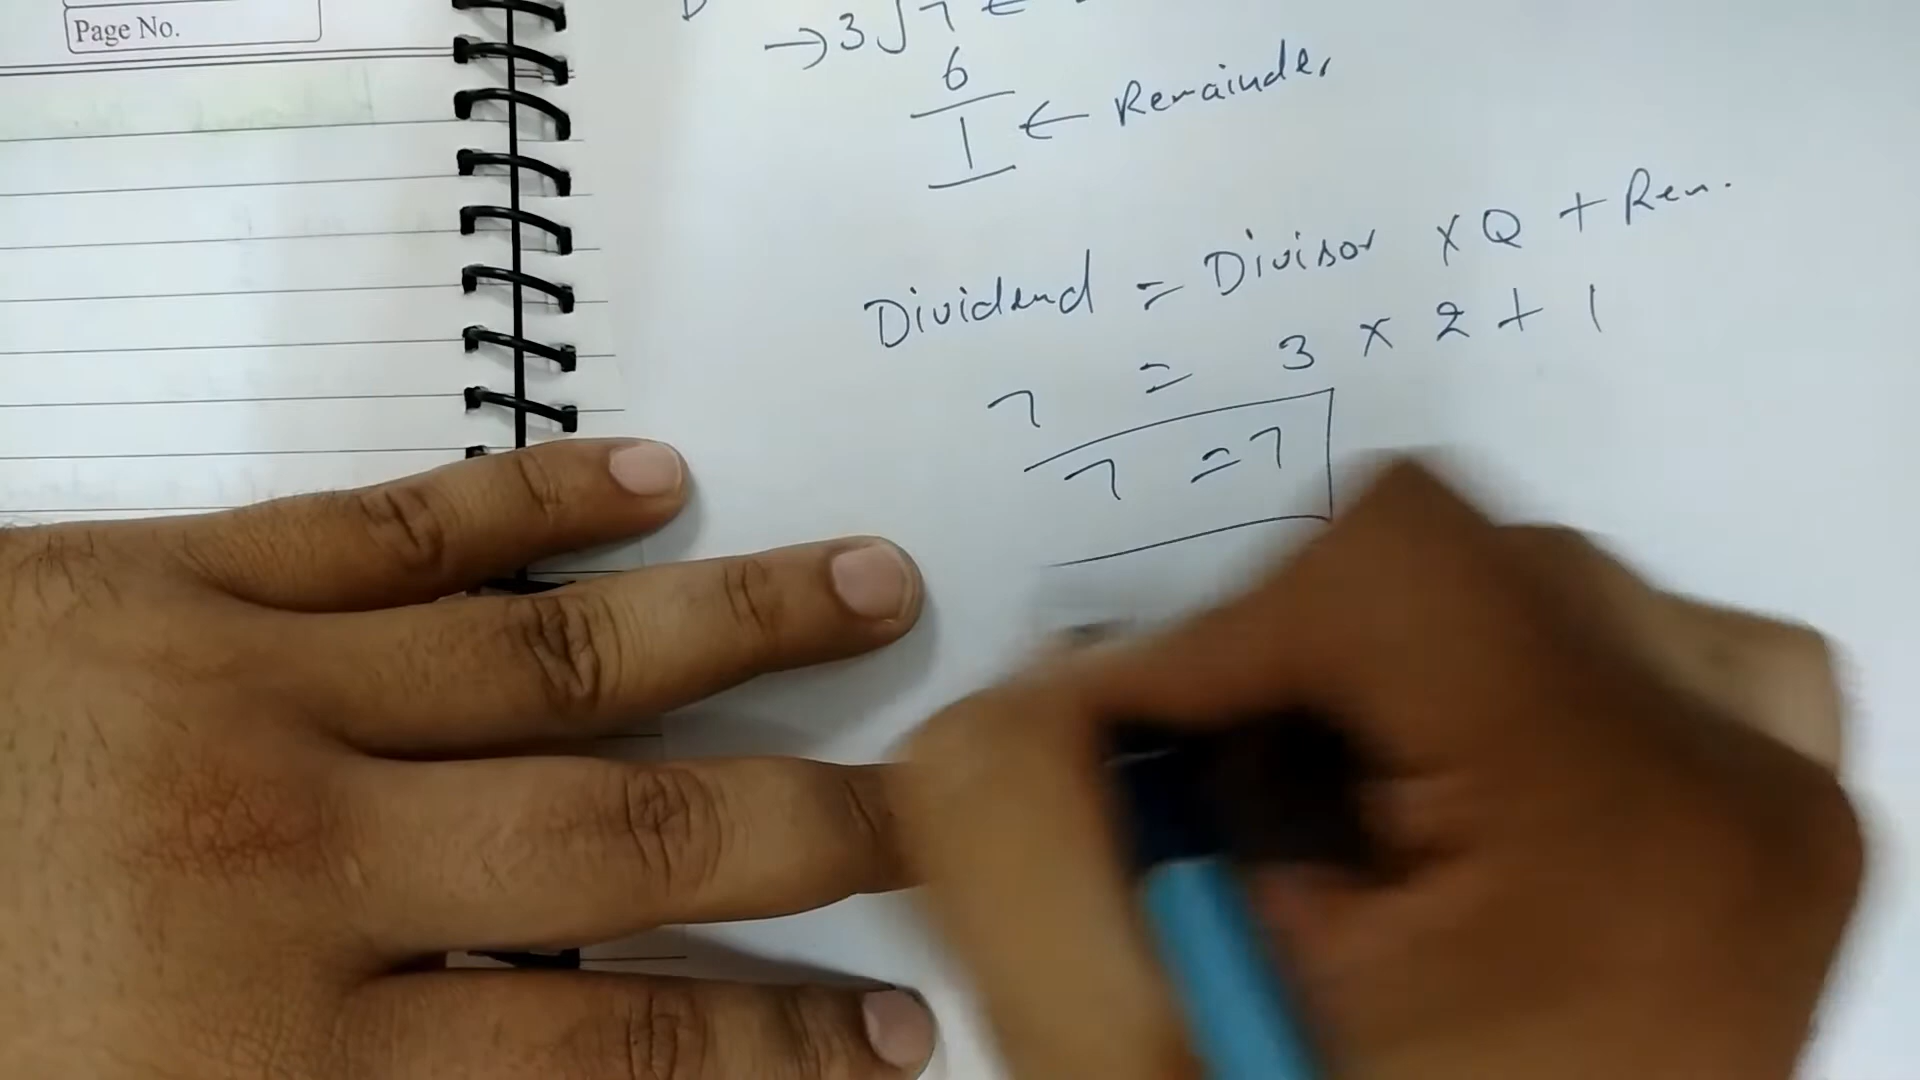 Page No.
→3√7 ←
6
1 ← Remainder
Dividend = Divisor × Q + Rem.
7 = 3 × 2 + 1
7 = 7